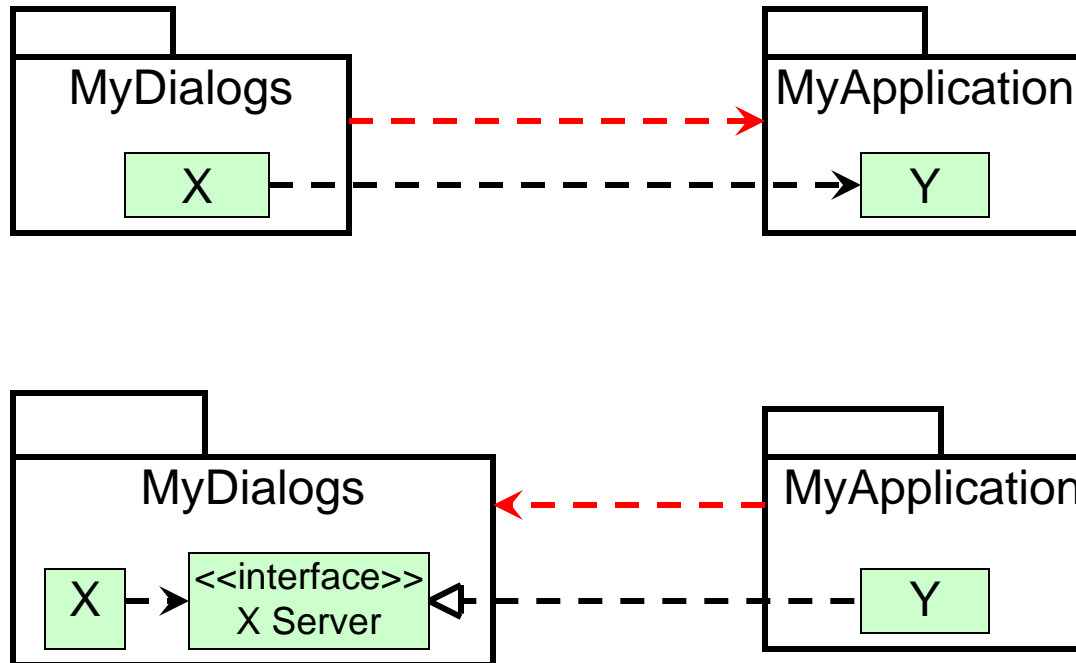 MyDialogs
MyApplication
X
Y
MyDialogs
MyApplication
X
<<interface>>
X Server
Y